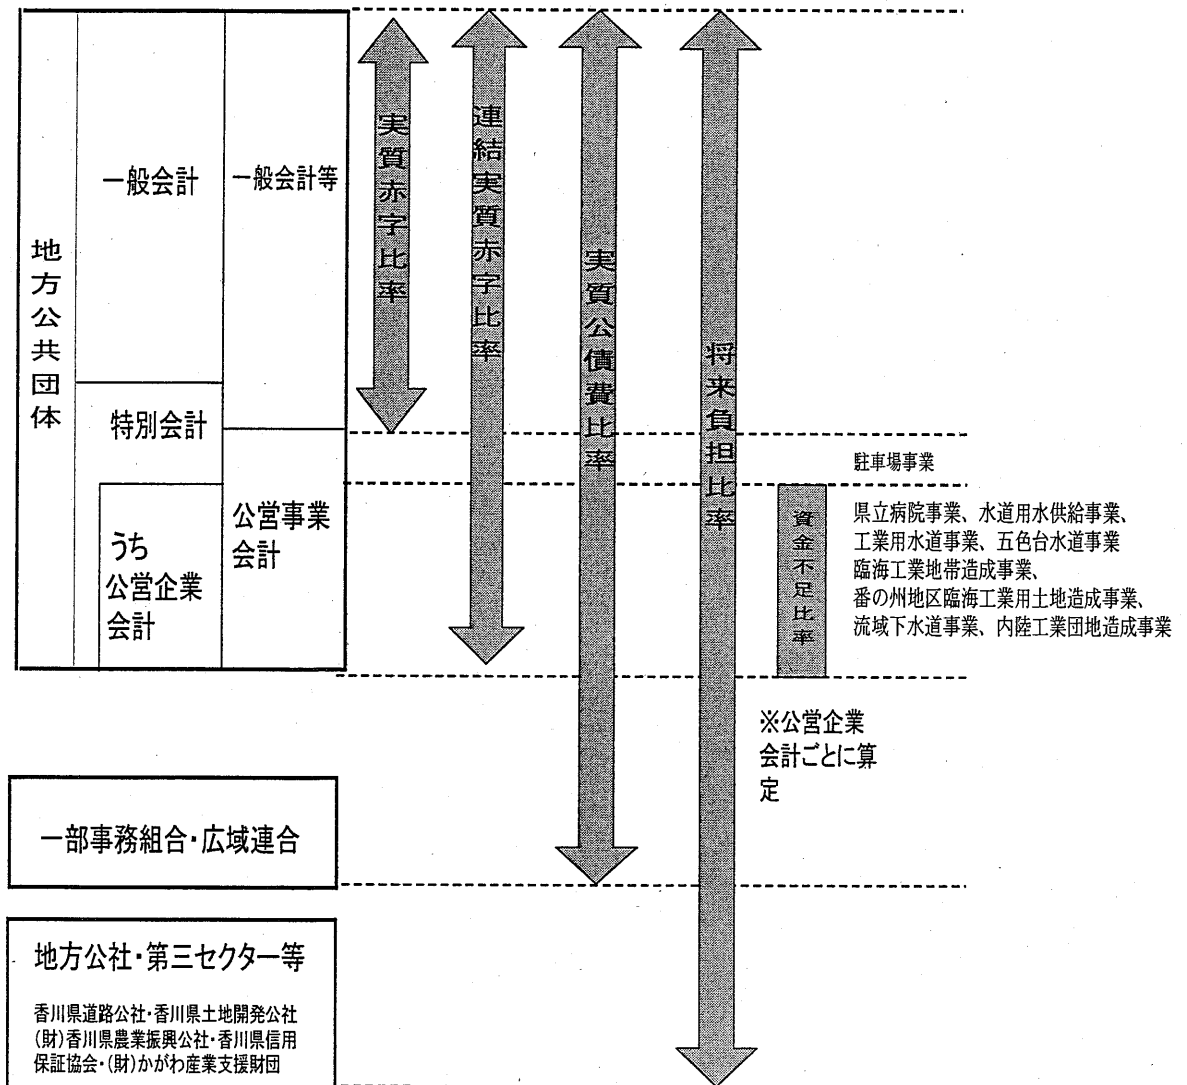 地方公共団体
一般会計
一般会計等
特別会計
うち
公営企業
会計
公営事業
会計
実質赤字比率
連結実質赤字比率
実質公債費比率
将来負担比率
資金不足比率
駐車場事業
県立病院事業、水道用水供給事業、
工業用水道事業、五色台水道事業
臨海工業地帯造成事業、
番の州地区臨海工業用土地造成事業、
流域下水道事業、内陸工業団地造成事業
※公営企業
会計ごとに算
定
一部事務組合・広域連合
地方公社・第三セクター等
香川県道路公社・香川県土地開発公社
(財)香川県農業振興公社・香川県信用
保証協会・(財)かがわ産業支援財団